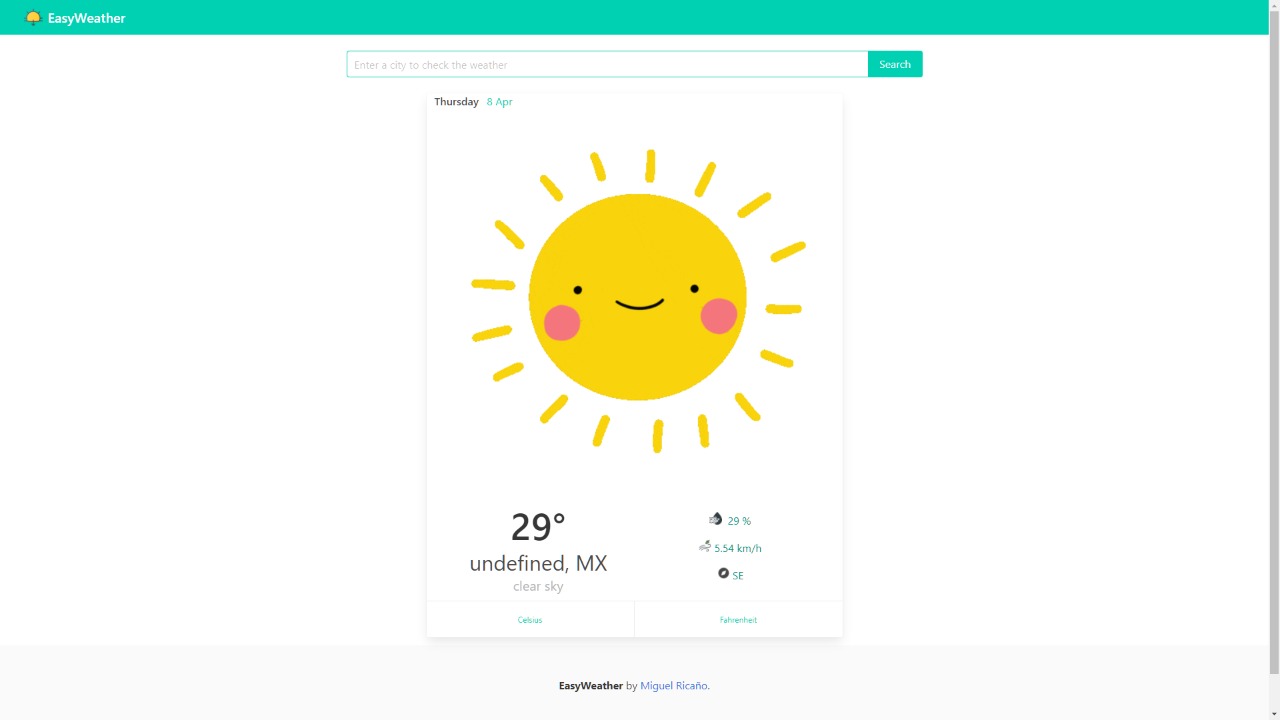 EasyWeather
Enter a city to check the weather
Search
Thursday 8 Apr
29°
undefined, MX
clear sky
29 %
5.54 km/h
SE
Celsius
Fahrenheit
EasyWeather by Miguel Ricaño.